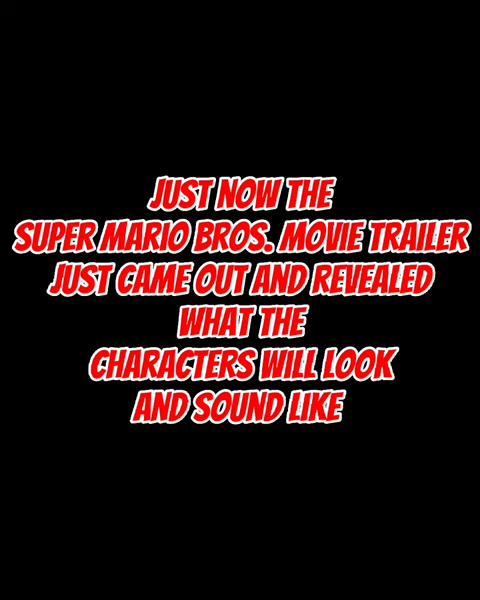 JUST NOW THE
SUPER MARIO BROS. MOVIE TRAILER
JUST CAME OUT AND REVEALED
WHAT THE
CHARACTERS WILL LOOK
AND SOUND LIKE